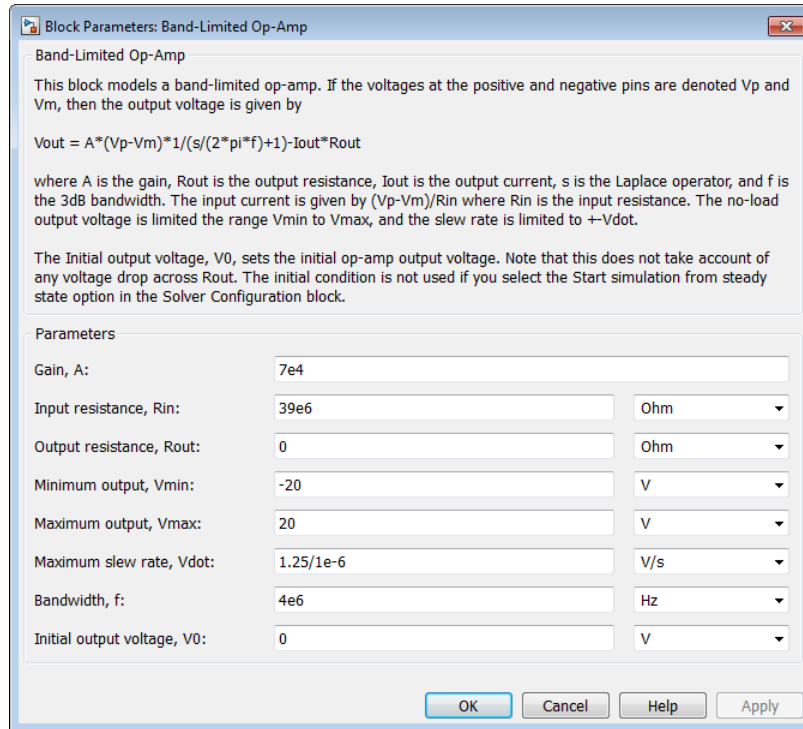 Block Parameters: Band-Limited Op-Amp
Band-Limited Op-Amp
This block models a band-limited op-amp. If the voltages at the positive and negative pins are denoted Vp and
Vm, then the output voltage is given by
Vout = A*(Vp-Vm)*1/(s/(2*pi*f)+1)-Iout*Rout
where A is the gain, Rout is the output resistance, Iout is the output current, s is the Laplace operator, and f is
the 3dB bandwidth. The input current is given by (Vp-Vm)/Rin where Rin is the input resistance. The no-load
output voltage is limited the range Vmin to Vmax, and the slew rate is limited to +-Vdot.
The Initial output voltage, V0, sets the initial op-amp output voltage. Note that this does not take account of
any voltage drop across Rout. The initial condition is not used if you select the Start simulation from steady
state option in the Solver Configuration block.
Parameters
Gain, A: 7e4
Input resistance, Rin: 39e6 Ohm
Output resistance, Rout: 0 Ohm
Minimum output, Vmin: -20 V
Maximum output, Vmax: 20 V
Maximum slew rate, Vdot: 1.25/1e-6 V/s
Bandwidth, f: 4e6 Hz
Initial output voltage, V0: 0 V
OK Cancel Help Apply